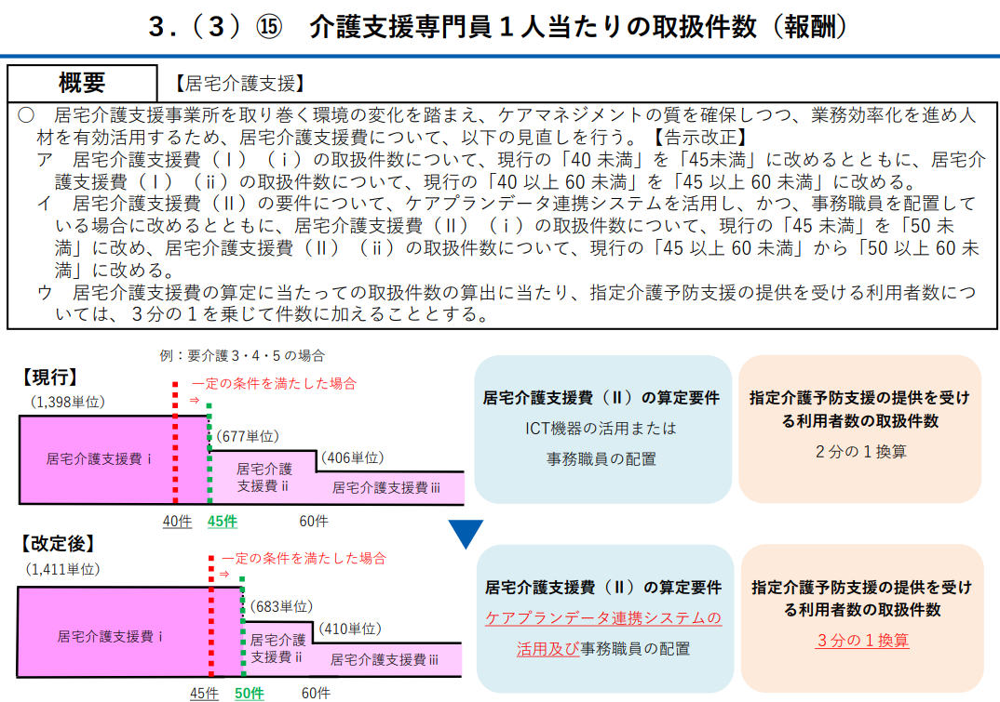 ３.（３）⑮　介護支援専門員１人当たりの取扱件数（報酬）
概要
【居宅介護支援】
○　居宅介護支援事業所を取り巻く環境の変化を踏まえ、ケアマネジメントの質を確保しつつ、業務効率化を進め人
材を有効活用するため、居宅介護支援費について、以下の見直しを行う。【告示改正】
ア　居宅介護支援費（Ⅰ）（ⅰ）の取扱件数について、現行の「40 未満」を「45未満」に改めるとともに、居宅介
護支援費（Ⅰ）（ⅱ）の取扱件数について、現行の「40 以上 60 未満」を「45 以上 60 未満」に改める。
イ　居宅介護支援費（Ⅱ）の要件について、ケアプランデータ連携システムを活用し、かつ、事務職員を配置して
いる場合に改めるとともに、居宅介護支援費（Ⅱ）（ⅰ）の取扱件数について、現行の「45 未満」を「50 未
満」に改め、居宅介護支援費（Ⅱ）（ⅱ）の取扱件数について、現行の「45 以上 60 未満」から「50 以上 60 未
満」に改める。
ウ　居宅介護支援費の算定に当たっての取扱件数の算出に当たり、指定介護予防支援の提供を受ける利用者数につ
いては、３分の１を乗じて件数に加えることとする。
例：要介護３・４・５の場合
【現行】
一定の条件を満たした場合
⇒
（1,398単位）
（677単位）
（406単位）
居宅介護支援費ⅰ
居宅介護
支援費ⅱ
居宅介護支援費ⅲ
40件
45件
60件
居宅介護支援費（Ⅱ）の算定要件
ICT機器の活用または
事務職員の配置
指定介護予防支援の提供を受け
る利用者数の取扱件数
２分の１換算
【改定後】
一定の条件を満たした場合
⇒
（1,411単位）
（683単位）
（410単位）
居宅介護支援費ⅰ
居宅介護
支援費ⅱ
居宅介護支援費ⅲ
45件
50件
60件
居宅介護支援費（Ⅱ）の算定要件
ケアプランデータ連携システムの
活用及び事務職員の配置
指定介護予防支援の提供を受け
る利用者数の取扱件数
３分の１換算